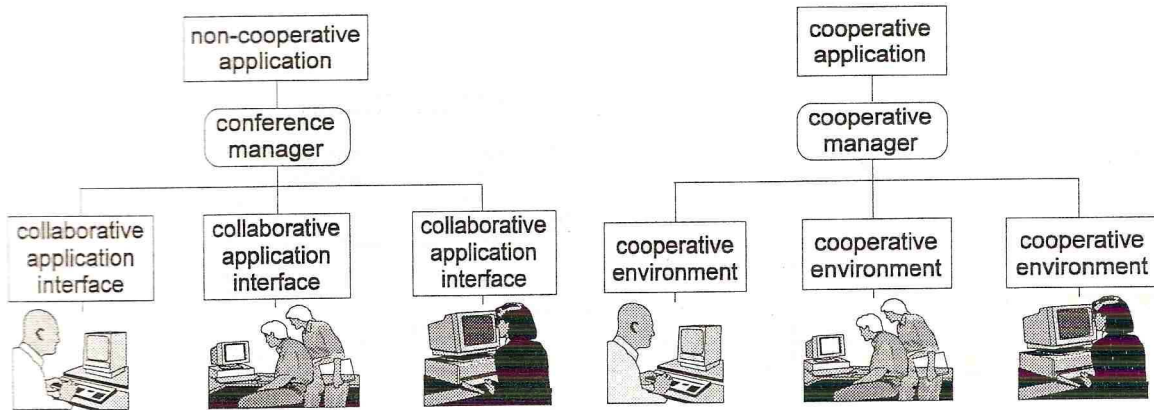 non-cooperative
application
conference
manager
collaborative
application
interface
collaborative
application
interface
collaborative
application
interface
cooperative
application
cooperative
manager
cooperative
environment
cooperative
environment
cooperative
environment